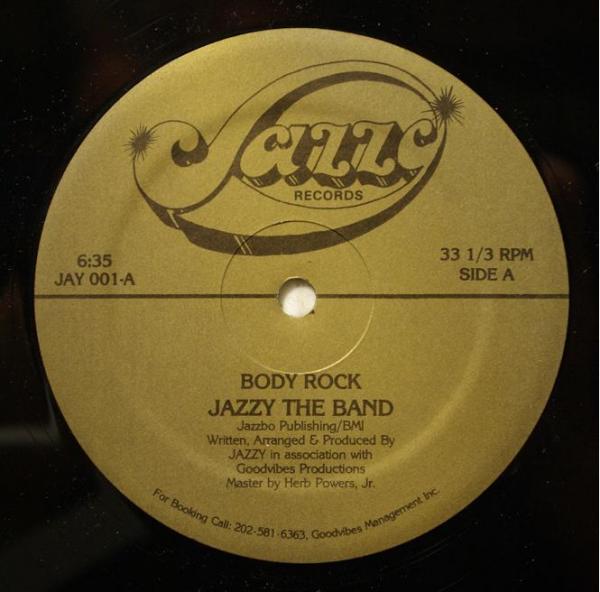 Jazzy
RECORDS
6:35
JAY 001-A
33 1/3 RPM
SIDE A
BODY ROCK
JAZZY THE BAND
Jazzbo Publishing/BMI
Written, Arranged & Produced By
JAZZY in association with
Goodvibes Productions
Master by Herb Powers, Jr.
For Booking Call: 202-581-6363, Goodvibes Management Inc.